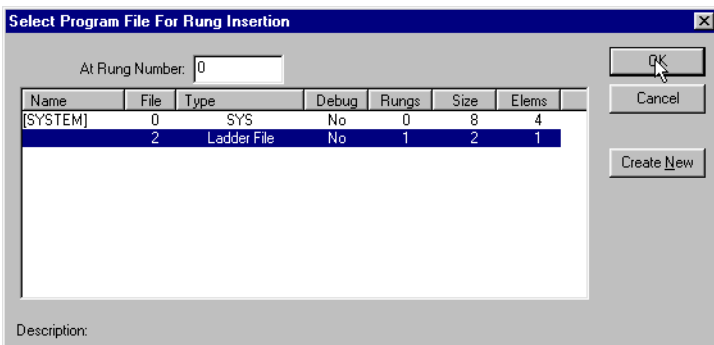 Select Program File For Rung Insertion
At Rung Number: 0
OK
Name File Type Debug Rungs Size Elems
Cancel
[SYSTEM] 0 SYS No 0 8 4
2 Ladder File No 1 2 1
Create New
Description: